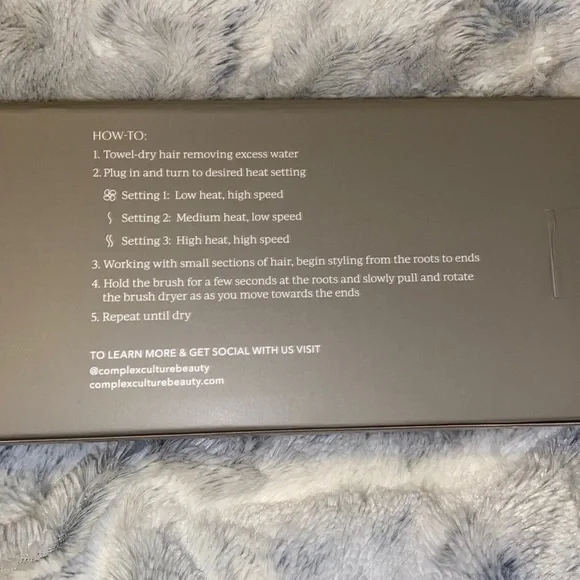 HOW-TO:
1. Towel-dry hair removing excess water
2. Plug in and turn to desired heat setting
Setting 1: Low heat, high speed
Setting 2: Medium heat, low speed
Setting 3: High heat, high speed
3. Working with small sections of hair, begin styling from the roots to ends
4. Hold the brush for a few seconds at the roots and slowly pull and rotate
the brush dryer as as you move towards the ends
5. Repeat until dry
TO LEARN MORE & GET SOCIAL WITH US VISIT
@complexculturebeauty
complexculturebeauty.com